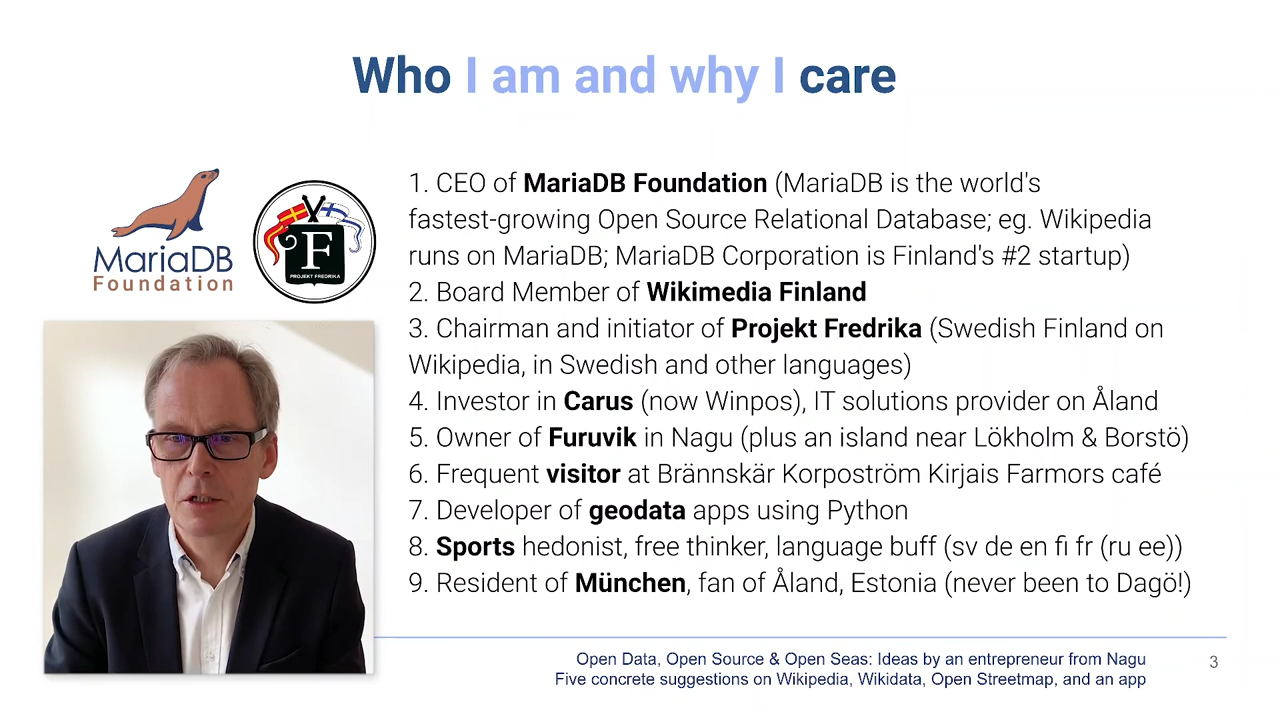 Who I am and why I care
MariaDB
Foundation
F
PROJEKT FREDRIKA
1. CEO of MariaDB Foundation (MariaDB is the world's
fastest-growing Open Source Relational Database; eg. Wikipedia
runs on MariaDB; MariaDB Corporation is Finland's #2 startup)
2. Board Member of Wikimedia Finland
3. Chairman and initiator of Projekt Fredrika (Swedish Finland on
Wikipedia, in Swedish and other languages)
4. Investor in Carus (now Winpos), IT solutions provider on Åland
5. Owner of Furuvik in Nagu (plus an island near Lökholm & Borstö)
6. Frequent visitor at Brännskär Korpoström Kirjais Farmors café
7. Developer of geodata apps using Python
8. Sports hedonist, free thinker, language buff (sv de en fi fr (ru ee))
9. Resident of München, fan of Åland, Estonia (never been to Dagö!)
Open Data, Open Source & Open Seas: Ideas by an entrepreneur from Nagu
Five concrete suggestions on Wikipedia, Wikidata, Open Streetmap, and an app
3